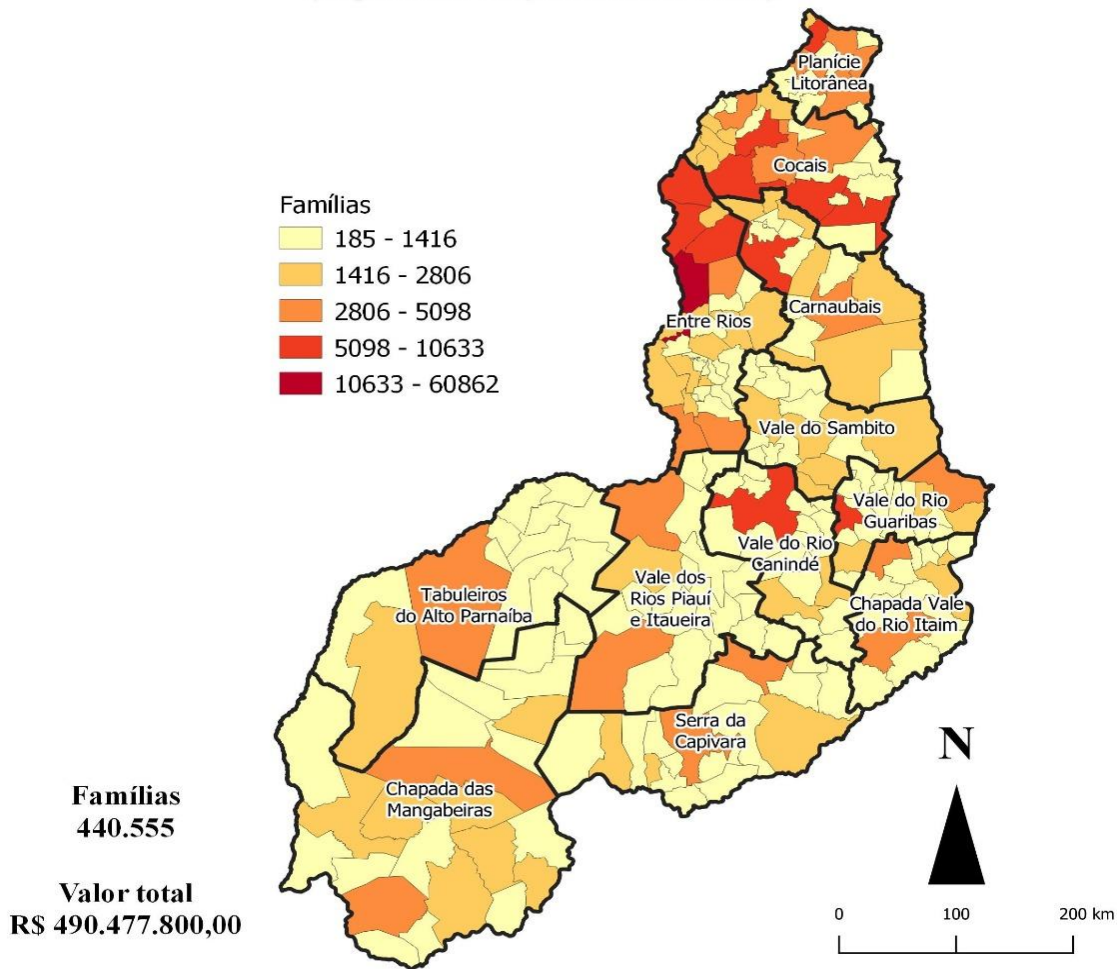 Planície
Litorânea
Cocais
Famílias
185 - 1416
1416 - 2806
2806 - 5098
5098 - 10633
10633 - 60862
Carnaubais
Entre Rios
Vale do Sambito
Vale do Rio
Guaribas
Vale do Rio
Canindé
Tabuleiros
do Alto Parnaíba
Vale dos
Rios Piauí
e Itaueira
Chapada Vale
do Rio Itaim
Serra da
Capivara
Chapada das
Mangabeiras
N
Famílias
440.555
Valor total
R$ 490.477.800,00
0 100 200 km